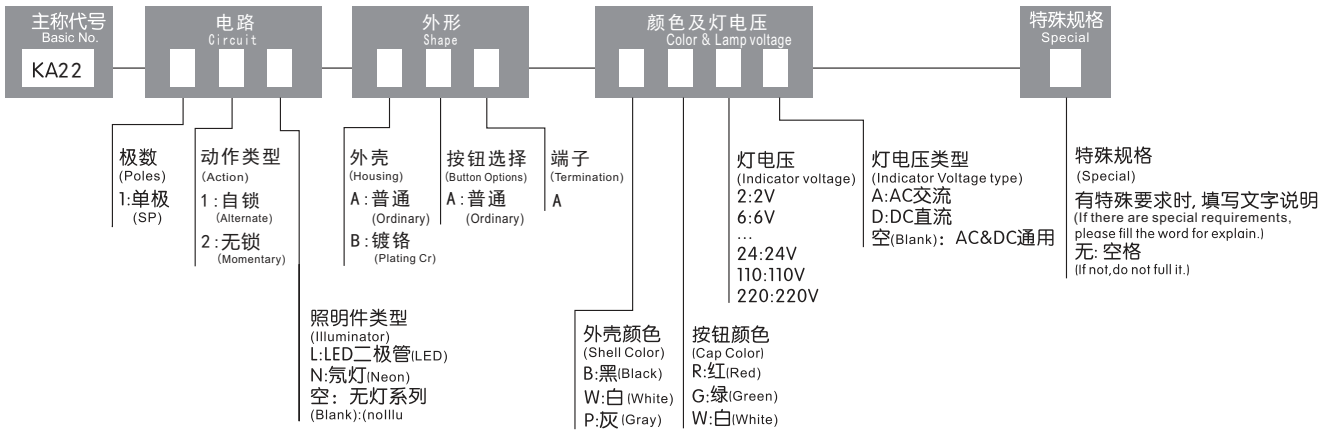 主称代号
Basic No.
KA22
电路
Circuit
外形
Shape
颜色及灯电压
Color & Lamp voltage
特殊规格
Special
极数
(Poles)
1:单极
(SP)
动作类型
(Action)
1:自锁
(Alternate)
2:无锁
(Momentary)
照明件类型
(Illuminator)
L:LED二极管(LED)
N:氖灯(Neon)
空：无灯系列
(Blank):(noIllu
外壳
(Housing)
A:普通
(Ordinary)
B:镀铬
(Plating Cr)
按钮选择
(Button Options)
A:普通
(Ordinary)
端子
(Termination)
A
外壳颜色
(Shell Color)
B:黑(Black)
W:白(White)
P:灰(Gray)
按钮颜色
(Cap Color)
R:红(Red)
G:绿(Green)
W:白(White)
灯电压
(Indicator voltage)
2:2V
6:6V
...
24:24V
110:110V
220:220V
灯电压类型
(Indicator Voltage type)
A:AC交流
D:DC直流
空(Blank)：AC&DC通用
特殊规格
(Special)
有特殊要求时, 填写文字说明
(If there are special requirements,
please fill the word for explain.)
无: 空格
(If not,do not full it.)